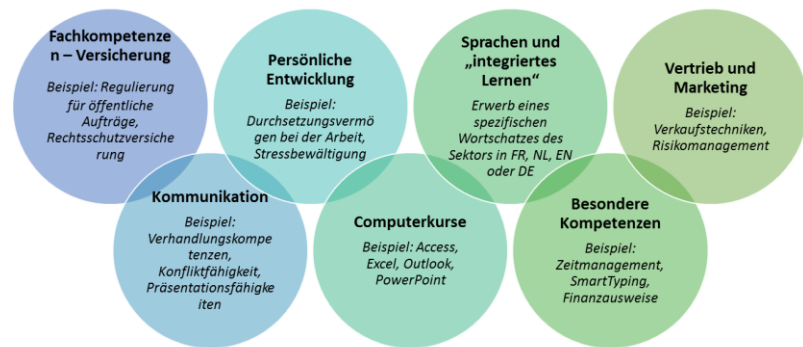 Fachkompetenze
n – Versicherung
Beispiel: Regulierung
für öffentliche
Aufträge,
Rechtsschutzversiche
rung
Persönliche
Entwicklung
Beispiel:
Durchsetzungsvermö
gen bei der Arbeit,
Stressbewältigung
Sprachen und
„integriertes
Lernen“
Erwerb eines
spezifischen
Wortschatzes des
Sektors in FR, NL, EN
oder DE
Vertrieb und
Marketing
Beispiel:
Verkaufstechniken,
Risikomanagement
Kommunikation
Beispiel:
Verhandlungskompe
tenzen,
Konfliktfähigkeit,
Präsentationsfähigke
iten
Computerkurse
Beispiel: Access,
Excel, Outlook,
PowerPoint
Besondere
Kompetenzen
Beispiel:
Zeitmanagement,
SmartTyping,
Finanzausweise